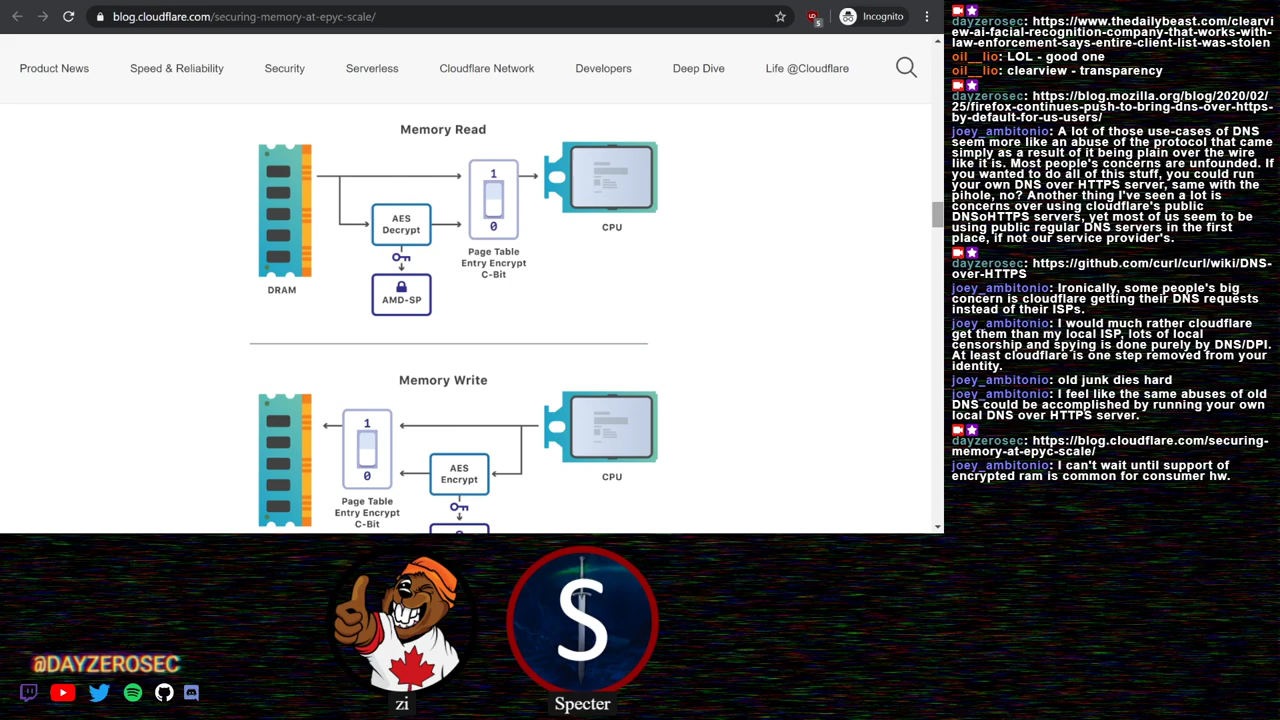 blog.cloudflare.com/securing-memory-at-epyc-scale/
5
Incognito
Product News
Speed & Reliability
Security
Serverless
Cloudflare Network
Developers
Deep Dive
Life @Cloudflare
Memory Read
DRAM
AES
Decrypt
AMD-SP
1
0
Page Table
Entry Encrypt
C-Bit
CPU
Memory Write
1
0
Page Table
Entry Encrypt
C-Bit
AES
Encrypt
CPU
dayzerosec: https://www.thedailybeast.com/clearvi
ew-ai-facial-recognition-company-that-works-with-
law-enforcement-says-entire-client-list-was-stolen
oil__lio: LOL - good one
oil__lio: clearview - transparency
dayzerosec: https://blog.mozilla.org/blog/2020/02/
25/firefox-continues-push-to-bring-dns-over-https-
by-default-for-us-users/
joey_ambitonio: A lot of those use-cases of DNS
seem more like an abuse of the protocol that came
simply as a result of it being plain over the wire
like it is. Most people's concerns are unfounded. If
you wanted to do all of this stuff, you could run
your own DNS over HTTPS server, same with the
pihole, no? Another thing I've seen a lot is
concerns over using cloudflare's public
DNSoHTTPS servers, yet most of us seem to be
using public regular DNS servers in the first
place, if not our service provider's.
dayzerosec: https://github.com/curl/curl/wiki/DNS-
over-HTTPS
joey_ambitonio: Ironically, some people's big
concern is cloudflare getting their DNS requests
instead of their ISPs.
joey_ambitonio: I would much rather cloudflare
get them than my local ISP, lots of local
censorship and spying is done purely by DNS/DPI.
At least cloudflare is one step removed from your
identity.
joey_ambitonio: old junk dies hard
joey_ambitonio: I feel like the same abuses of old
DNS could be accomplished by running your own
local DNS over HTTPS server.
dayzerosec: https://blog.cloudflare.com/securing-
memory-at-epyc-scale/
joey_ambitonio: I can't wait until support of
encrypted ram is common for consumer hw.
@DAYZEROSEC
zi
S
Specter